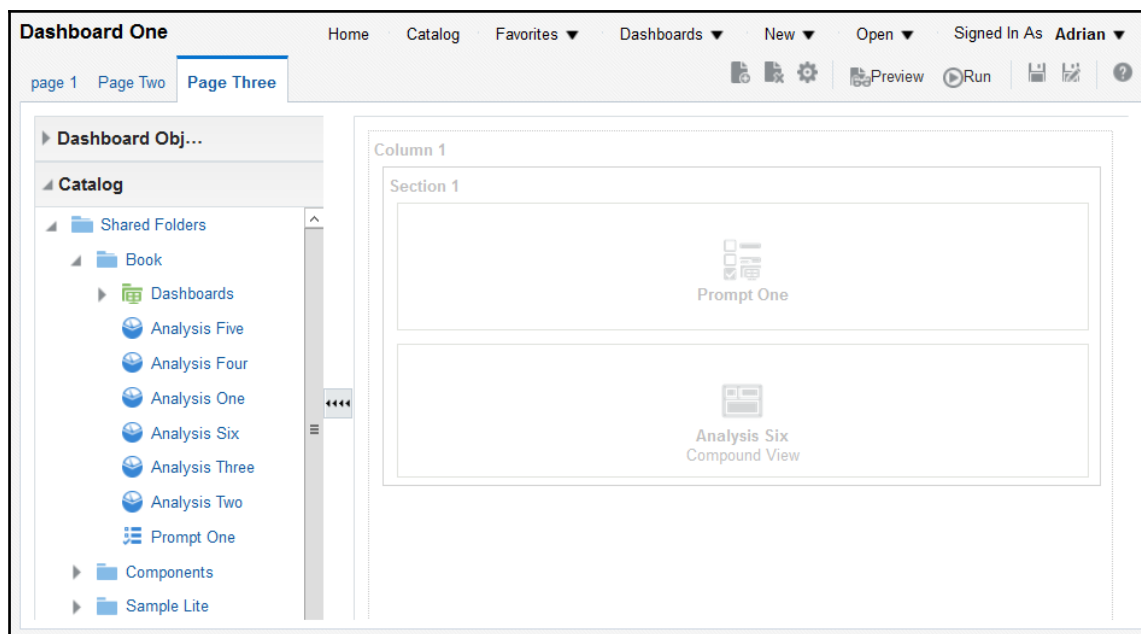 Dashboard One
Home Catalog Favorites Dashboards New Open Signed In As Adrian
page 1 Page Two Page Three
Preview Run
Dashboard Obj...
Catalog
Shared Folders
Book
Dashboards
Analysis Five
Analysis Four
Analysis One
Analysis Six
Analysis Three
Analysis Two
Prompt One
Components
Sample Lite
Column 1
Section 1
Prompt One
Analysis Six
Compound View